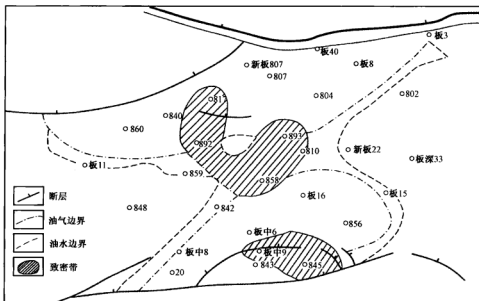 板3
板40
新板807
板8
807
802
817
804
840
860
892
893
810
新板22
板深33
板11
859
858
板16
板15
848
842
856
板中6
板中8
板中9
20
843
845
断层
油气边界
油水边界
致密带